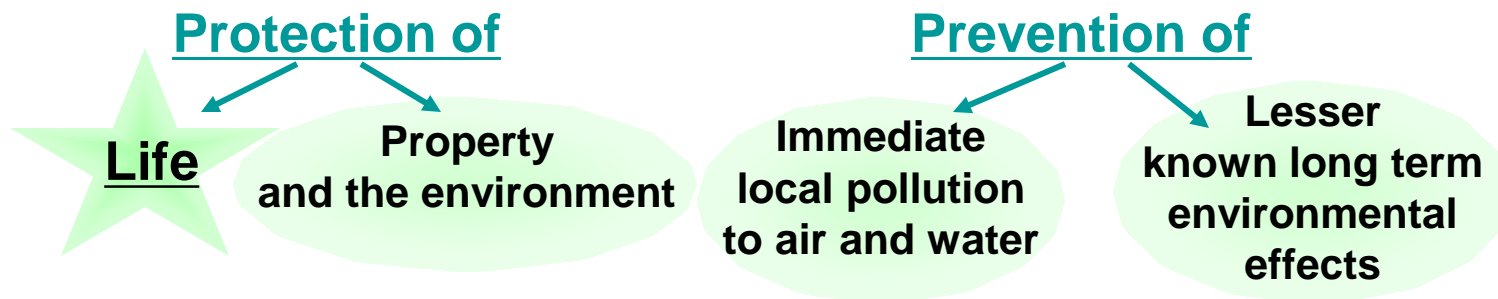 Protection of
Life
Property
and the environment
Prevention of
Immediate
local pollution
to air and water
Lesser
known long term
environmental
effects